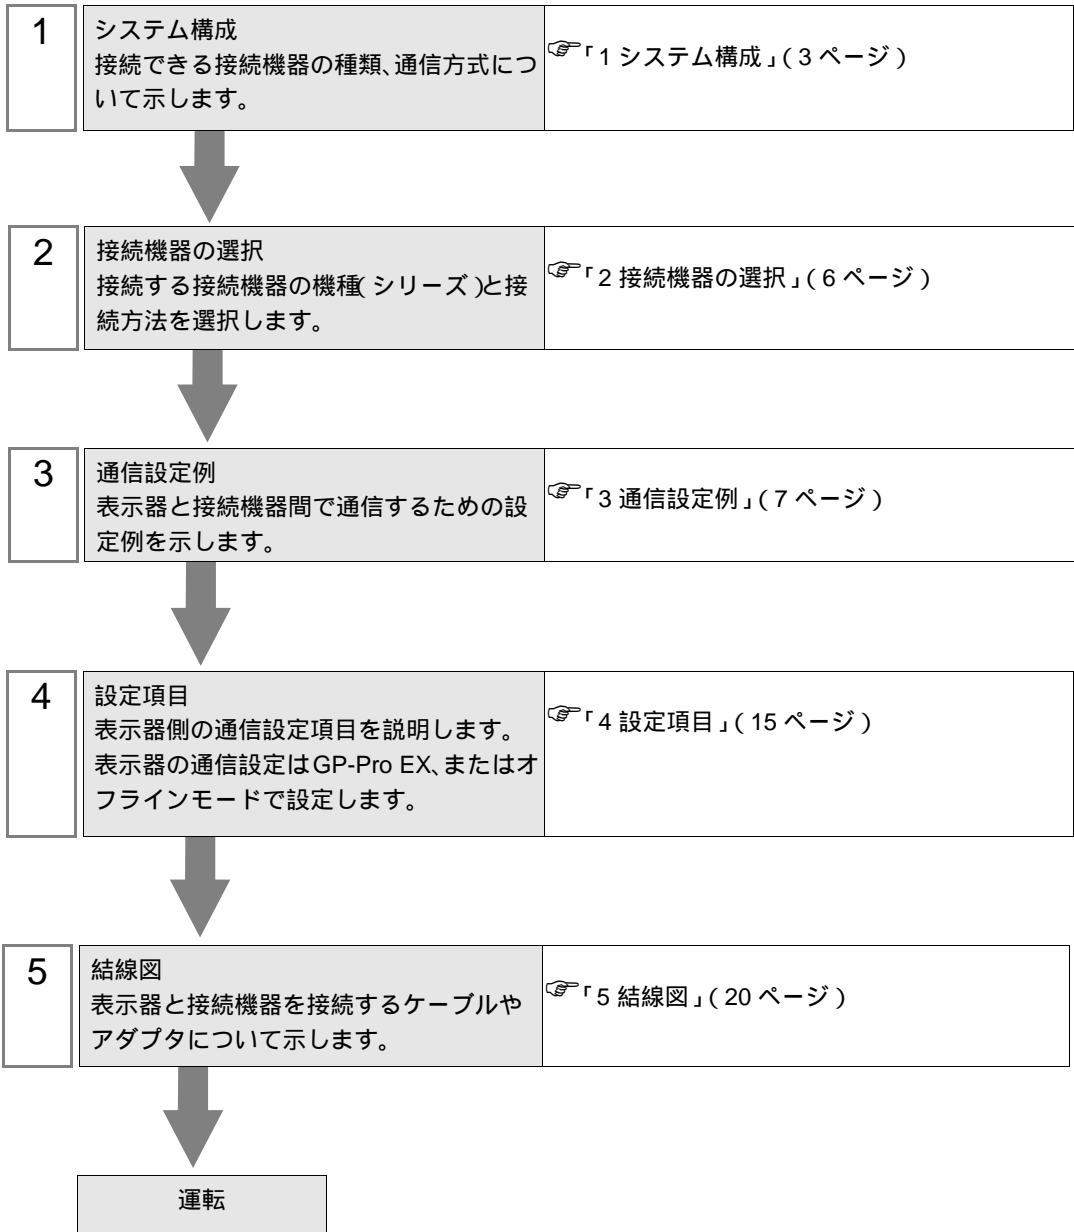 1
システム構成
接続できる接続機器の種類、通信方式につ
いて示します。
☞「1 システム構成」( 3 ページ )
2
接続機器の選択
接続する接続機器の機種( シリーズ )と接
続方法を選択します。
☞「2 接続機器の選択」( 6 ページ )
3
通信設定例
表示器と接続機器間で通信するための設
定例を示します。
☞「3 通信設定例」( 7 ページ )
4
設定項目
表示器側の通信設定項目を説明します。
表示器の通信設定はGP-Pro EX、またはオ
フラインモードで設定します。
☞「4 設定項目」( 15 ページ )
5
結線図
表示器と接続機器を接続するケーブルや
アダプタについて示します。
☞「5 結線図」( 20 ページ )
運転